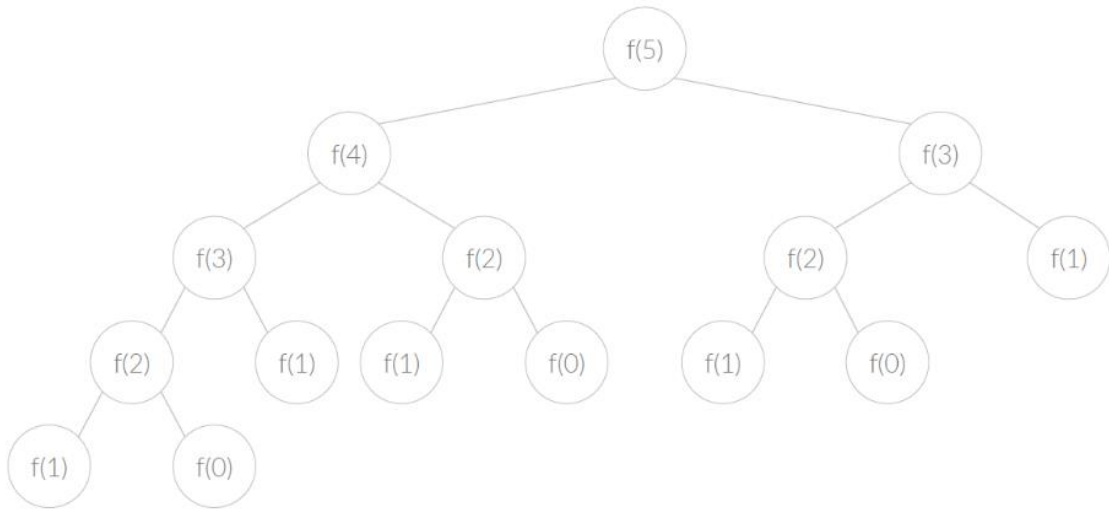 f(5)
f(4) f(3)
f(3) f(2) f(2) f(1)
f(2) f(1) f(1) f(0) f(1) f(0)
f(1) f(0)